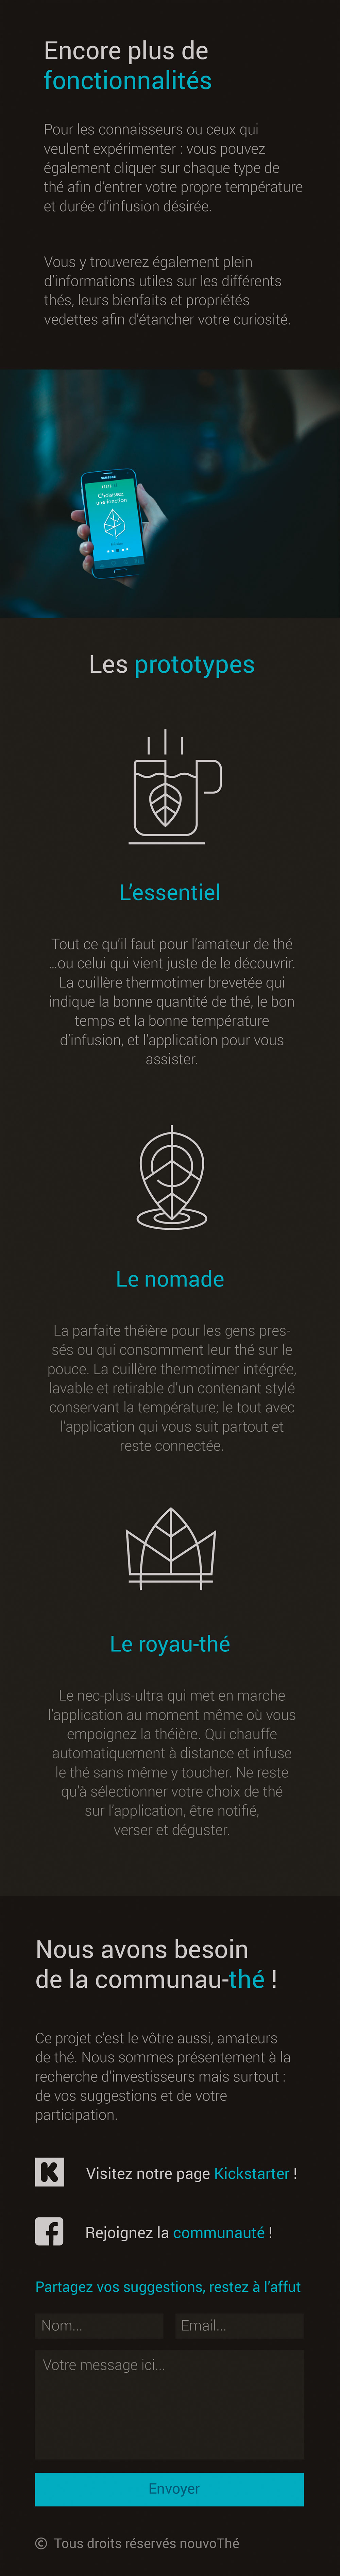 Encore plus de
fonctionnalités
Pour les connaisseurs ou ceux qui
veulent expérimenter : vous pouvez
également cliquer sur chaque type de
thé afin d'entrer votre propre température
et durée d'infusion désirée.
Vous y trouverez également plein
d'informations utiles sur les différents
thés, leurs bienfaits et propriétés
vedettes afin d'étancher votre curiosité.
SAMSUNG
Choisissez
une fonction
Les prototypes
L'essentiel
Tout ce qu'il faut pour l'amateur de thé
...ou celui qui vient juste de le découvrir.
La cuillère thermotimer brevetée qui
indique la bonne quantité de thé, le bon
temps et la bonne température
d'infusion, et l'application pour vous
assister.
Le nomade
La parfaite théière pour les gens pres-
sés ou qui consomment leur thé sur le
pouce. La cuillère thermotimer intégrée,
lavable et retirable d'un contenant stylé
conservant la température; le tout avec
l'application qui vous suit partout et
reste connectée.
Le royau-thé
Le nec-plus-ultra qui met en marche
l'application au moment même où vous
empoignez la théière. Qui chauffe
automatiquement à distance et infuse
le thé sans même y toucher. Ne reste
qu'à sélectionner votre choix de thé
sur l'application, être notifié,
verser et déguster.
Nous avons besoin
de la communau-thé !
Ce projet c'est le vôtre aussi, amateurs
de thé. Nous sommes présentement à la
recherche d'investisseurs mais surtout :
de vos suggestions et de votre
participation.
Visitez notre page Kickstarter !
Rejoignez la communauté !
Partagez vos suggestions, restez à l'affut
Nom... Email...
Votre message ici...
Envoyer
© Tous droits réservés nouvoThé